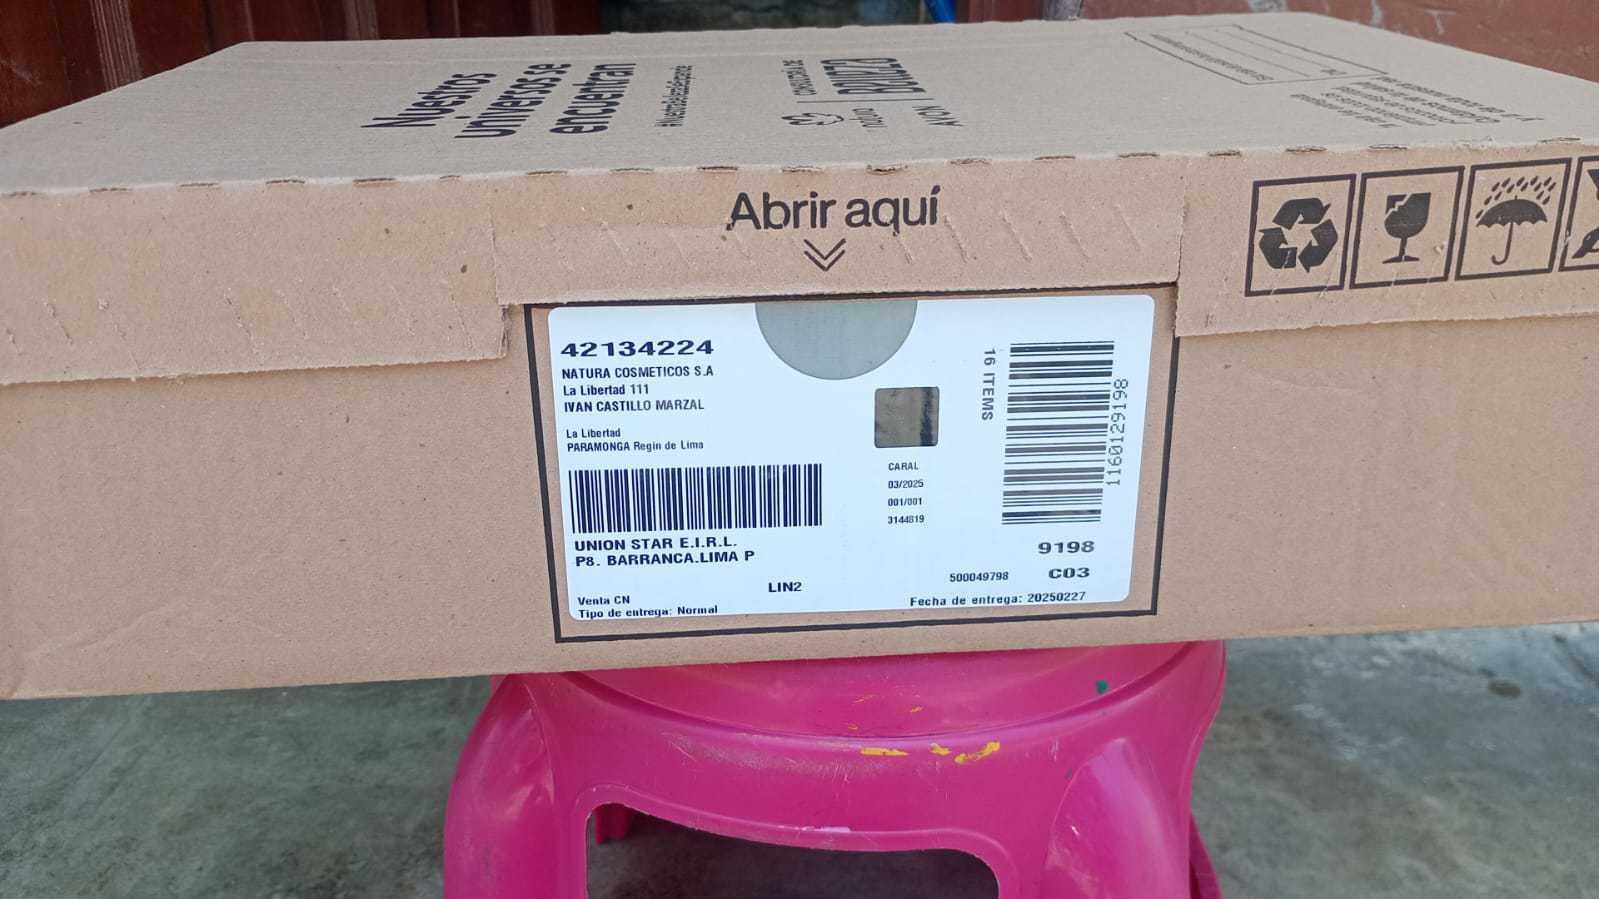 Nuestros
universos se
encuentran
natura
AVON
Abrir aquí
42134224
NATURA COSMETICOS S.A
La Libertad 111
IVAN CASTILLO MARZAL
La Libertad
PARAMONGA Regin de Lima
UNION STAR E.I.R.L.
P8. BARRANCA.LIMA P
LIN2
Venta CN
Tipo de entrega: Normal
CARAL
03/2025
001/001
3144819
16 ITEMS
1160129198
9198
500049798 C03
Fecha de entrega: 20250227